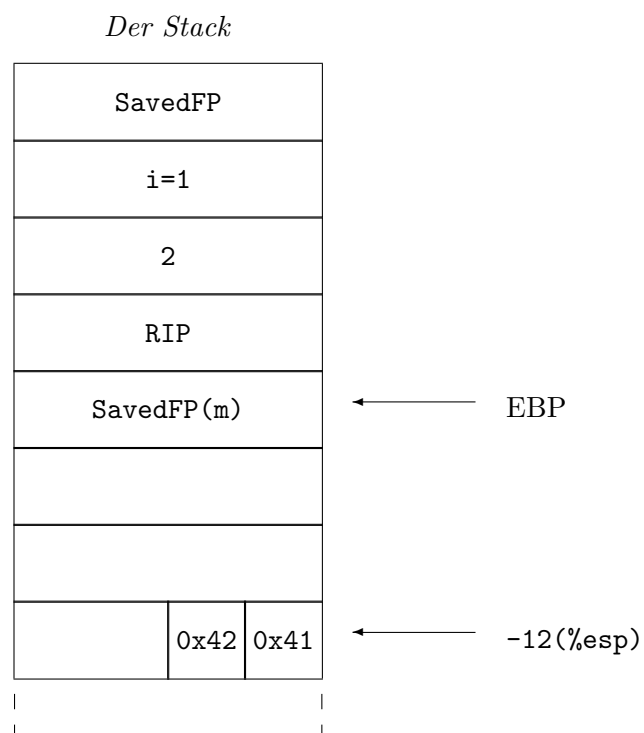 Der Stack
SavedFP
i=1
2
RIP
SavedFP(m)
EBP
0x42
0x41
-12(%esp)